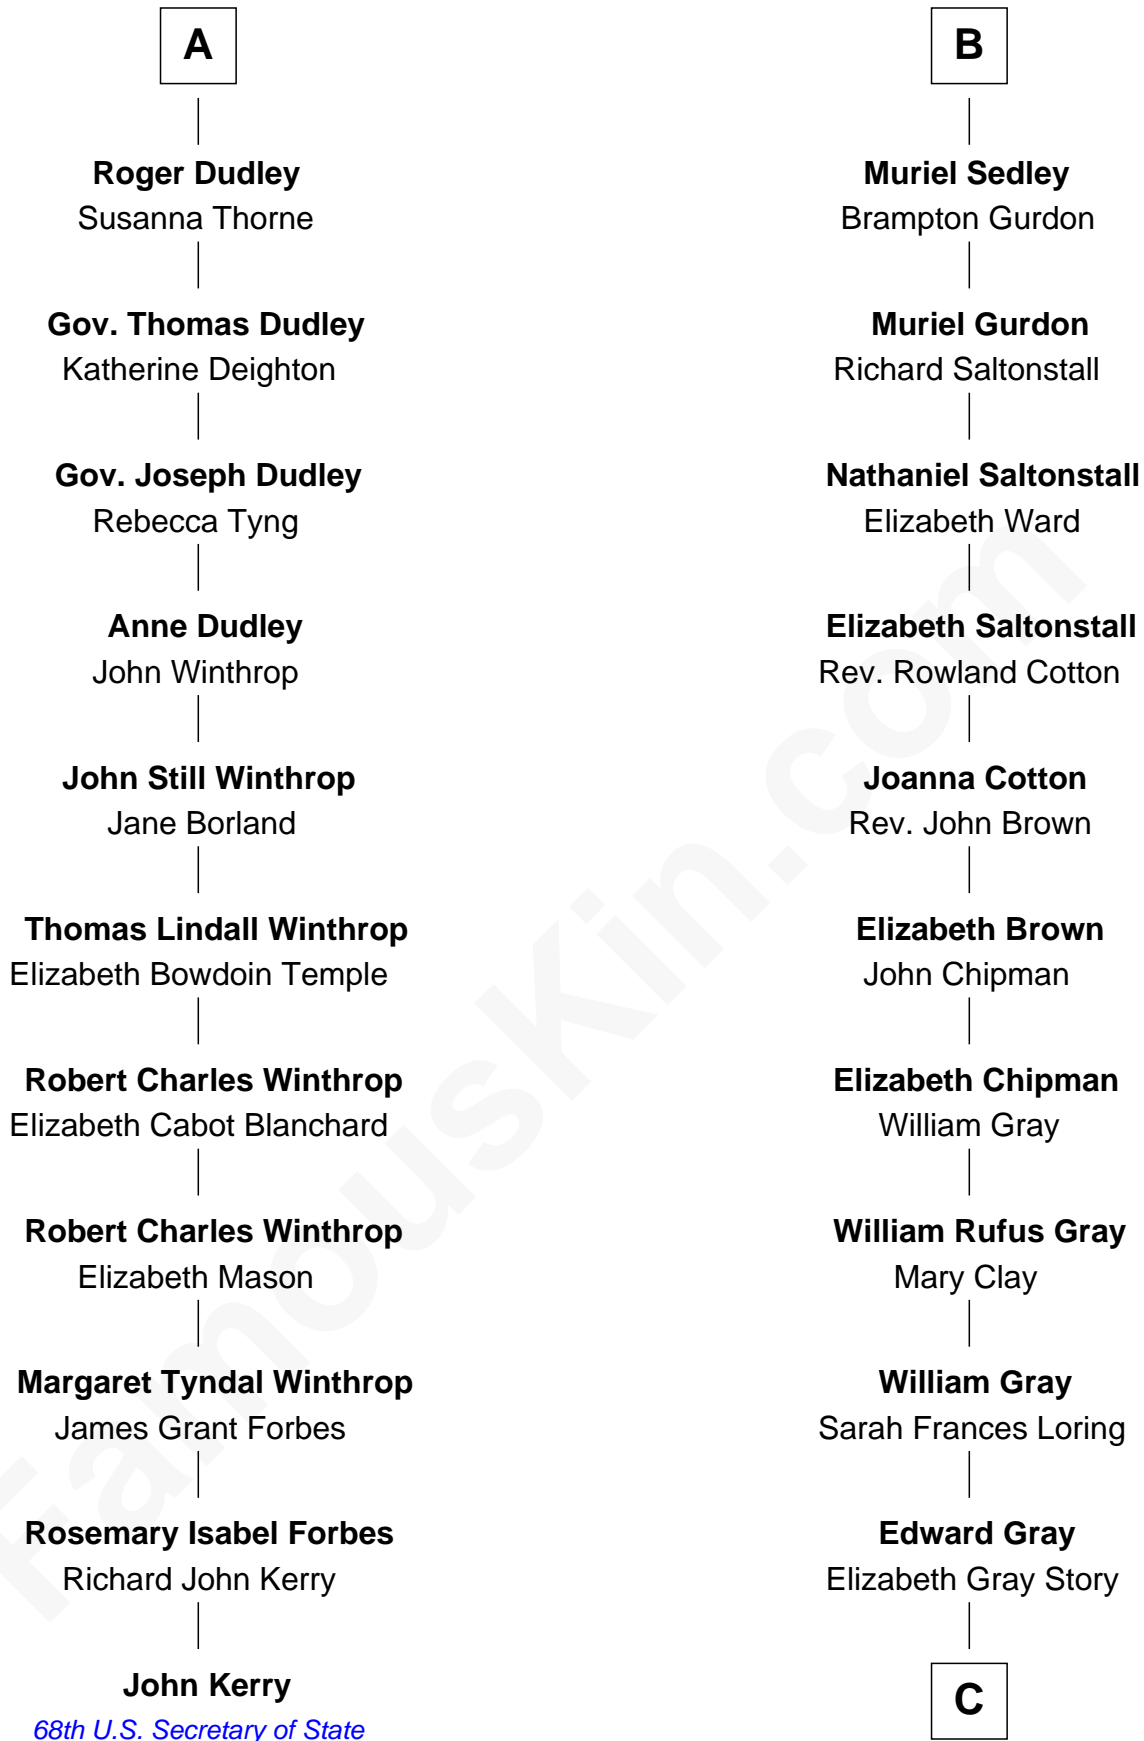 A
Roger Dudley
Susanna Thorne
Gov. Thomas Dudley
Katherine Deighton
Gov. Joseph Dudley
Rebecca Tyng
Anne Dudley
John Winthrop
John Still Winthrop
Jane Borland
Thomas Lindall Winthrop
Elizabeth Bowdoin Temple
Robert Charles Winthrop
Elizabeth Cabot Blanchard
Robert Charles Winthrop
Elizabeth Mason
Margaret Tyndal Winthrop
James Grant Forbes
Rosemary Isabel Forbes
Richard John Kerry
John Kerry
68th U.S. Secretary of State
B
Muriel Sedley
Brampton Gurdon
Muriel Gurdon
Richard Saltonstall
Nathaniel Saltonstall
Elizabeth Ward
Elizabeth Saltonstall
Rev. Rowland Cotton
Joanna Cotton
Rev. John Brown
Elizabeth Brown
John Chipman
Elizabeth Chipman
William Gray
William Rufus Gray
Mary Clay
William Gray
Sarah Frances Loring
Edward Gray
Elizabeth Gray Story
C
FamousKin.com